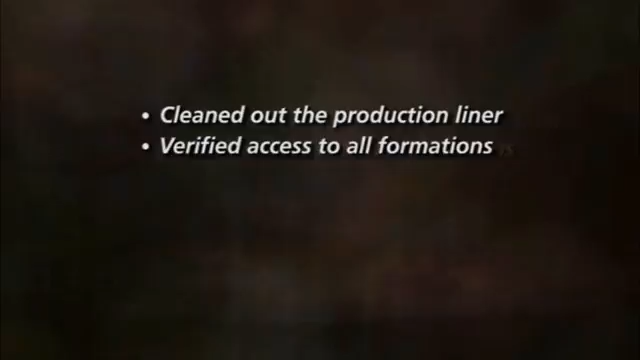 • Cleaned out the production liner
• Verified access to all formations